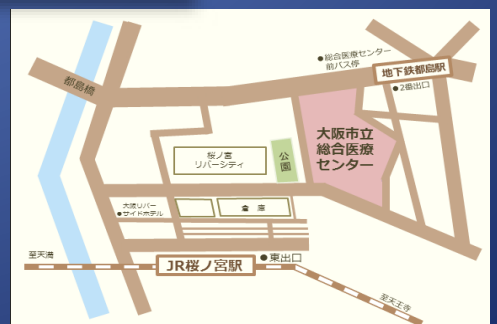 総合医療センター
前バス停
地下鉄都島駅
2番出口
都島橋
大阪市立
総合医療
センター
桜ノ宮
リバーシティ
公園
大阪リバー
サイドホテル
倉庫
至天満
JR桜ノ宮駅
東出口
至天王寺